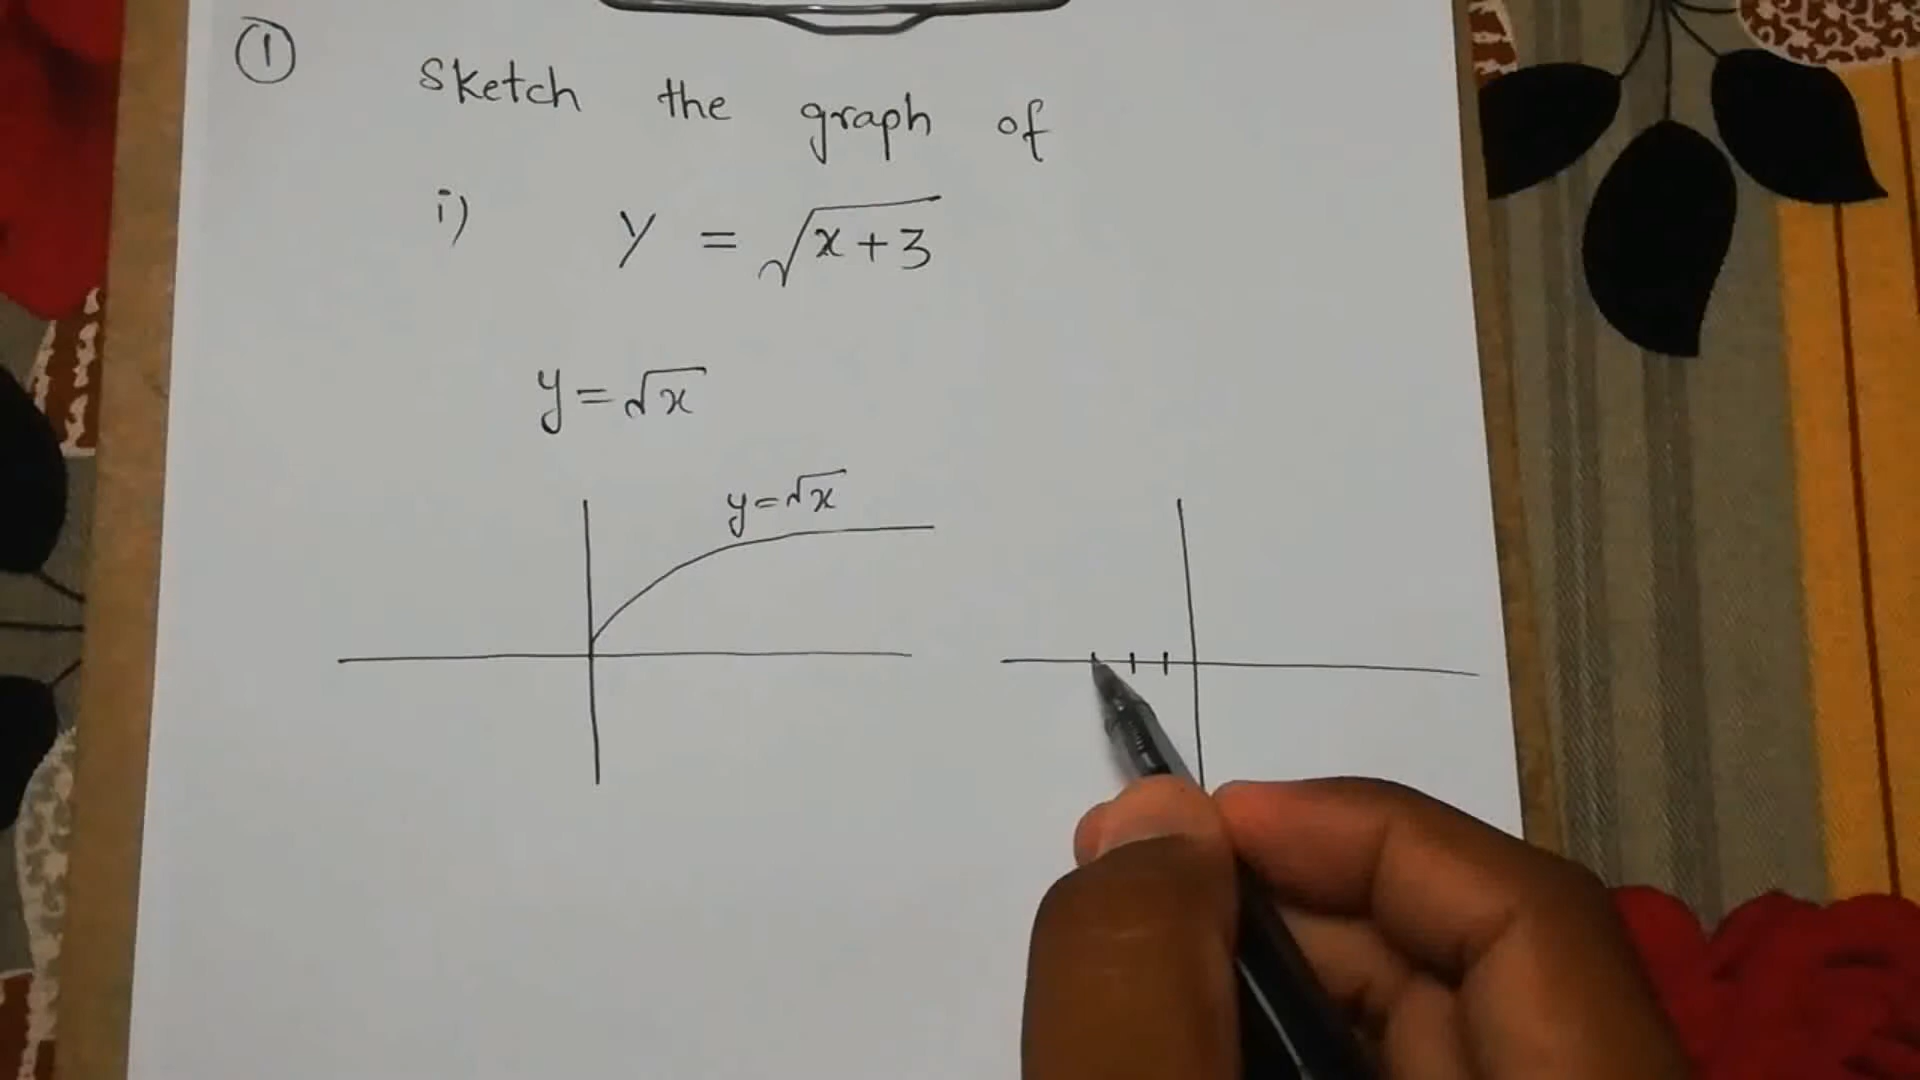 ①
Sketch the graph of
i) y = √x+3
y = √x
y = √x